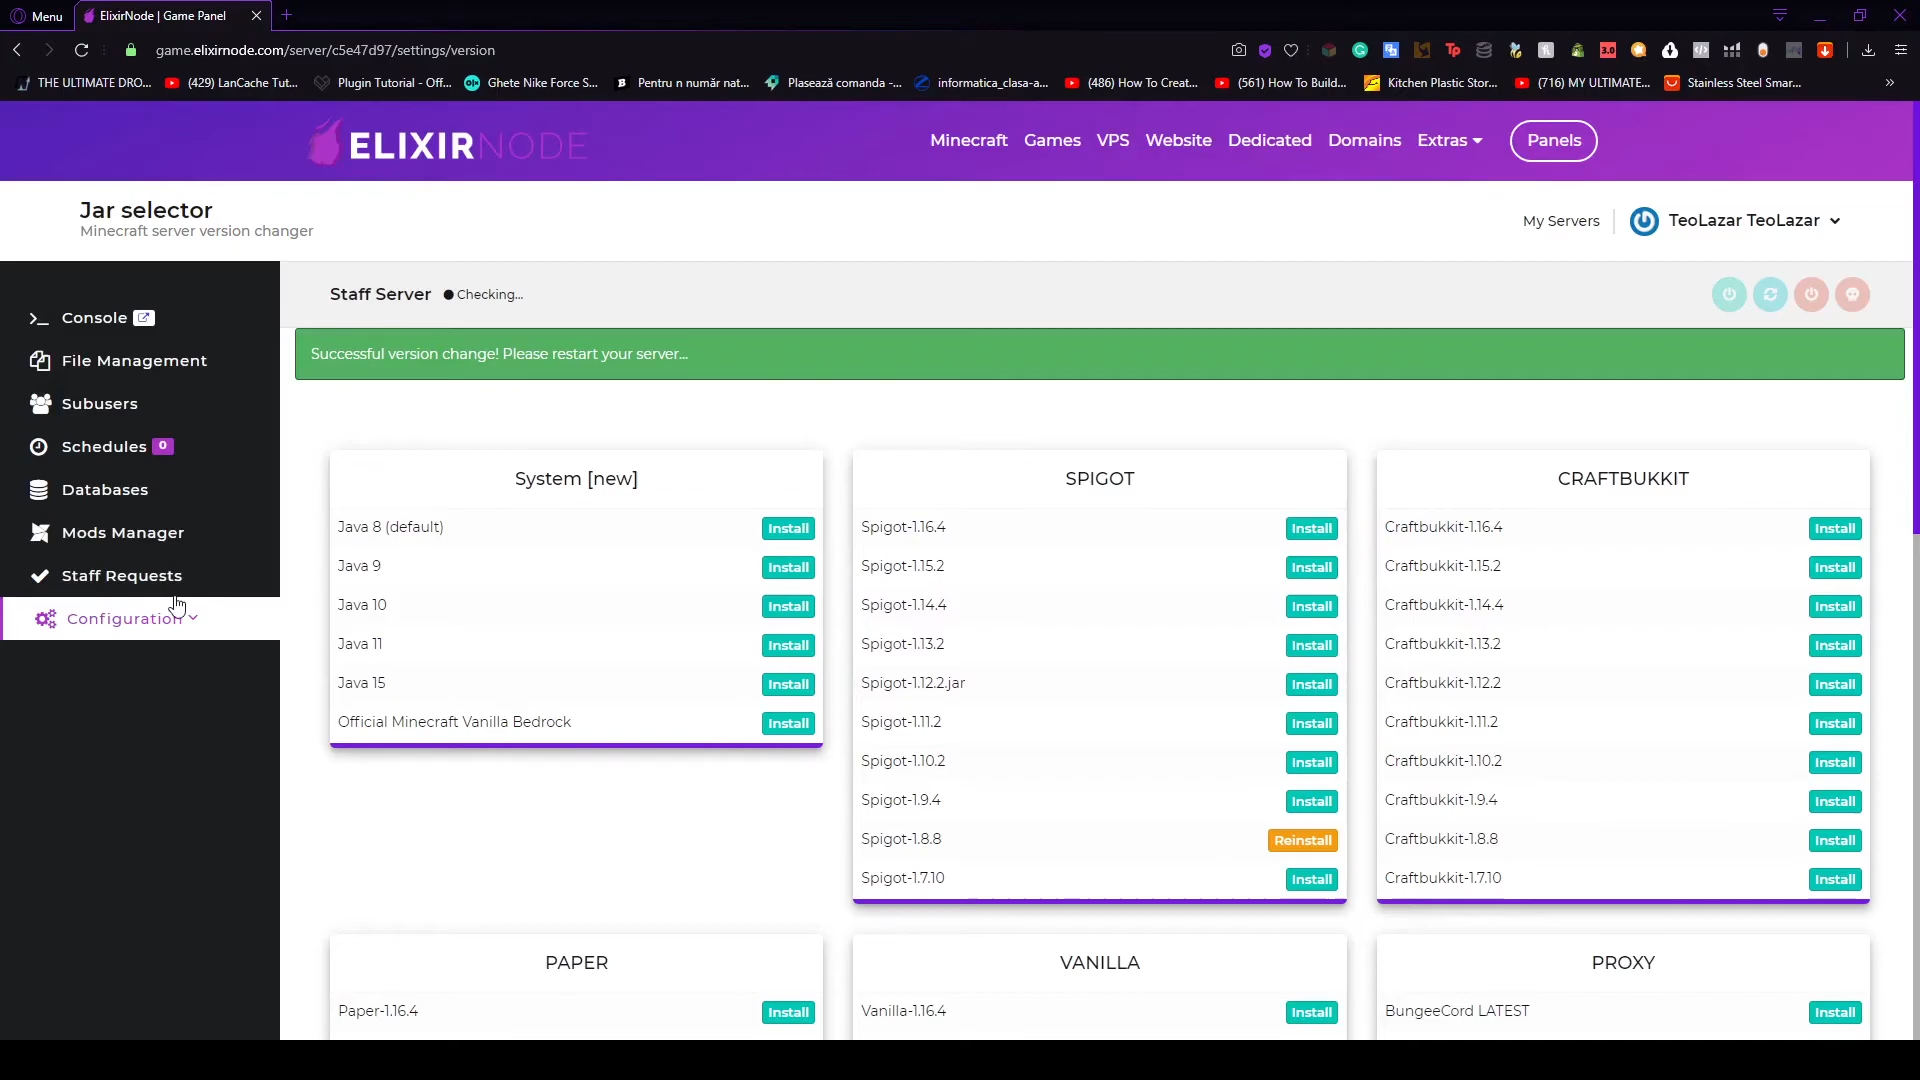 Menu
ElixirNode | Game Panel
game.elixirnode.com/server/c5e47d97/settings/version
3.0
THE ULTIMATE DRO...
(429) LanCache Tut...
Plugin Tutorial - Off...
Ghete Nike Force S...
Pentru n număr nat...
Plasează comanda -...
informatica_clasa-a...
(486) How To Creat...
(561) How To Build...
Kitchen Plastic Stor...
(716) MY ULTIMATE...
Stainless Steel Smar...
ELIXIRNODE
Minecraft Games VPS Website Dedicated Domains Extras Panels
Jar selector
Minecraft server version changer
My Servers
TeoLazar TeoLazar
Console
File Management
Subusers
Schedules 0
Databases
Mods Manager
Staff Requests
Configuration
Staff Server Checking...
Successful version change! Please restart your server...
System [new]
Java 8 (default) Install
Java 9 Install
Java 10 Install
Java 11 Install
Java 15 Install
Official Minecraft Vanilla Bedrock Install
SPIGOT
Spigot-1.16.4 Install
Spigot-1.15.2 Install
Spigot-1.14.4 Install
Spigot-1.13.2 Install
Spigot-1.12.2.jar Install
Spigot-1.11.2 Install
Spigot-1.10.2 Install
Spigot-1.9.4 Install
Spigot-1.8.8 Reinstall
Spigot-1.7.10 Install
CRAFTBUKKIT
Craftbukkit-1.16.4 Install
Craftbukkit-1.15.2 Install
Craftbukkit-1.14.4 Install
Craftbukkit-1.13.2 Install
Craftbukkit-1.12.2 Install
Craftbukkit-1.11.2 Install
Craftbukkit-1.10.2 Install
Craftbukkit-1.9.4 Install
Craftbukkit-1.8.8 Install
Craftbukkit-1.7.10 Install
PAPER
Paper-1.16.4 Install
VANILLA
Vanilla-1.16.4 Install
PROXY
BungeeCord LATEST Install